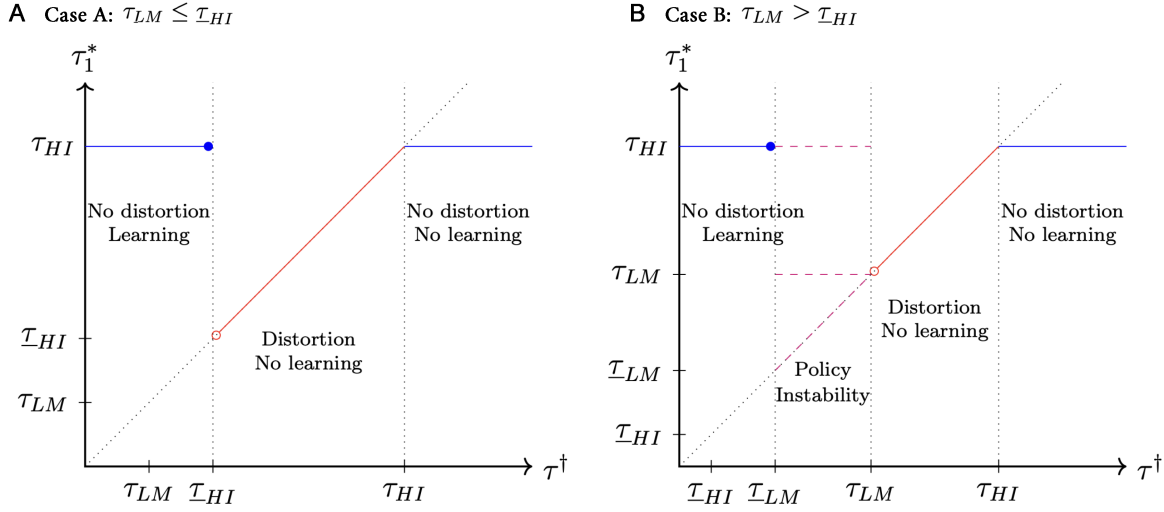 A Case A: τ_LM ≤ τ̲_HI
τ₁*
τ_HI
No distortion
Learning
No distortion
No learning
τ̲_HI
Distortion
No learning
τ_LM
τ_LM τ̲_HI τ_HI τ†
B Case B: τ_LM > τ̲_HI
τ₁*
τ_HI
No distortion
Learning
No distortion
No learning
τ_LM
Distortion
No learning
τ̲_LM
Policy
Instability
τ̲_HI
τ̲_HI τ̲_LM τ_LM τ_HI τ†